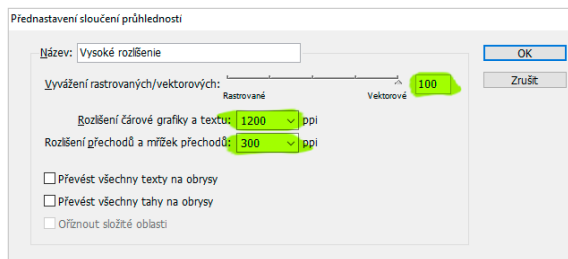 Přednastavení sloučení průhlednosti
Název: Vysoké rozlíšenie
OK
Vyvážení rastrovaných/vektorových: 100
Zrušit
Rastrované Vektorové
Rozlišení čárové grafiky a textu: 1200 ppi
Rozlišení přechodů a mřížek přechodů: 300 ppi
Převést všechny texty na obrysy
Převést všechny tahy na obrysy
Oříznout složité oblasti